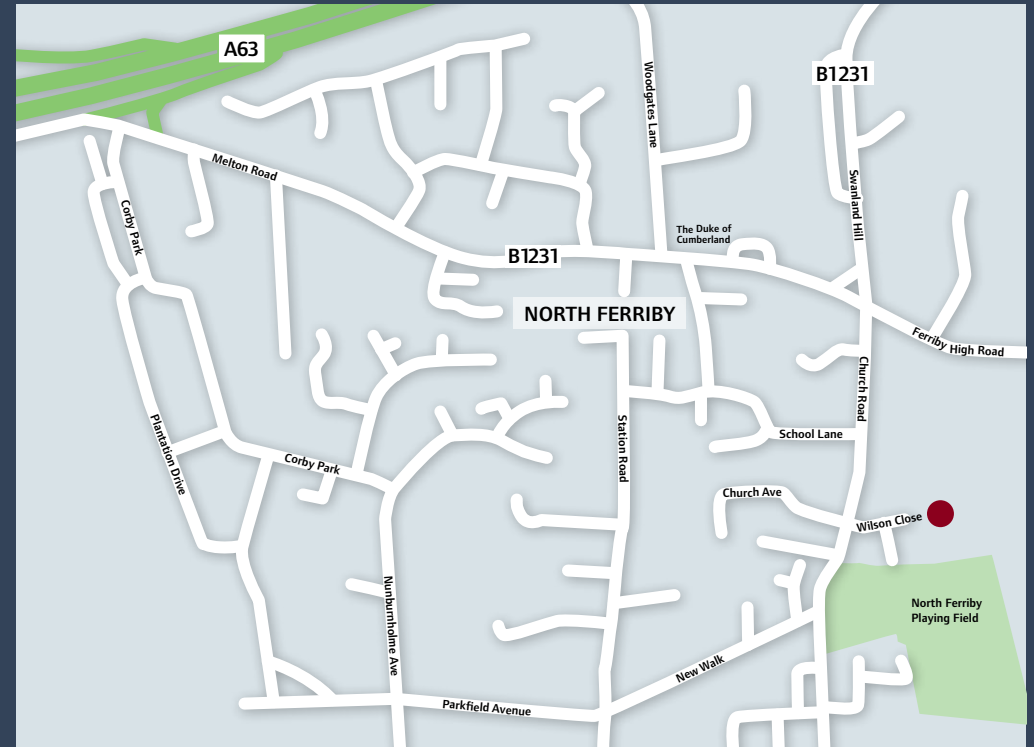 A63
B1231
Woodgates Lane
Melton Road
Swanland Hill
Corby Park
The Duke of
Cumberland
B1231
NORTH FERRIBY
Ferriby High Road
Church Road
Plantation Drive
Station Road
School Lane
Corby Park
Church Ave
Wilson Close
Nunburnholme Ave
North Ferriby
Playing Field
New Walk
Parkfield Avenue